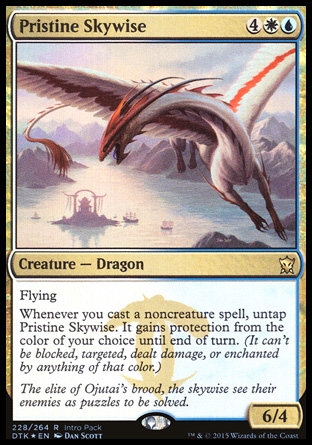 Pristine Skywise 4
Creature — Dragon
Flying
Whenever you cast a noncreature spell, untap
Pristine Skywise. It gains protection from the
color of your choice until end of turn. (It can't
be blocked, targeted, dealt damage, or enchanted
by anything of that color.)
The elite of Ojutai's brood, the skywise see their
enemies as puzzles to be solved.
6/4
228/264 R Intro Pack
DTK ★ EN Dan Scott
™ & © 2015 Wizards of the Coast